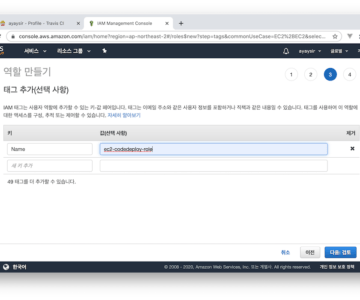 ayayoir - Profile - Travis CI
IAM Management Console
console.aws.amazon.com/iam/home?region=ap-northeast-2#/roles$new?step=tags&commonUseCase=EC2%2BEC2&selec...
서비스 리소스 그룹 ayayoir 글로벌
역할 만들기
1 2 3 4
태그 추가(선택 사항)
IAM 태그는 사용자 역할에 추가할 수 있는 키-값 페어입니다. 태그는 이메일 주소와 같은 사용자 정보를 포함하거나 직책과 같은 내용일 수 있습니다. 태그를 사용하여 이 역할에
대한 액세스를 구성, 추적 또는 제어할 수 있습니다. 자세히 알아보기
키 값(선택 사항) 제거
Name ec2-codedeploy-role
새 키 추가
49 태그를 더 추가할 수 있습니다.
취소 이전 다음: 검토
한국어 © 2008 - 2020, Amazon Web Services, Inc. 또는 계열사. All rights reserved. 개인 정보 보호 정책